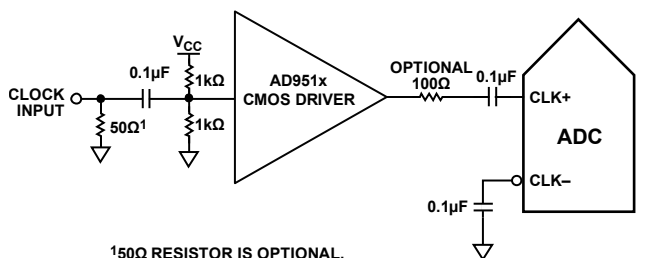 V_CC
0.1µF
1kΩ
CLOCK
INPUT
50Ω¹
1kΩ
AD951x
CMOS DRIVER
OPTIONAL
100Ω
0.1µF
CLK+
ADC
CLK–
0.1µF
¹50Ω RESISTOR IS OPTIONAL.